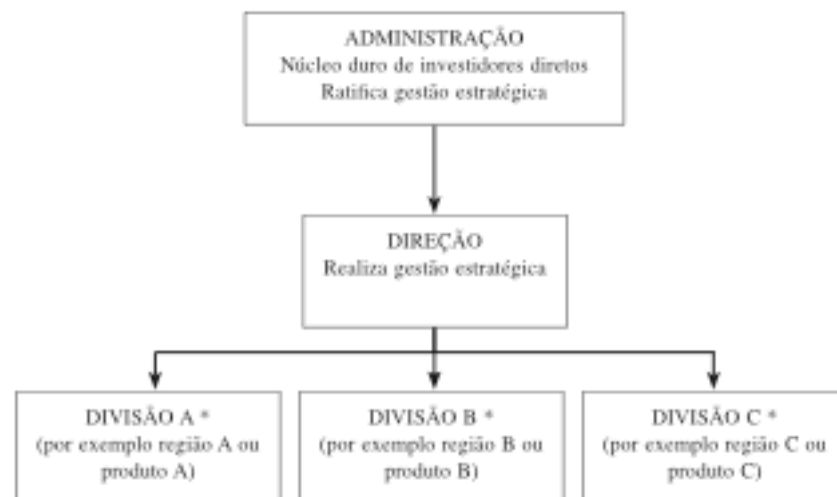 ADMINISTRAÇÃO
Núcleo duro de investidores diretos
Ratifica gestão estratégica
DIREÇÃO
Realiza gestão estratégica
DIVISÃO A *
(por exemplo região A ou
produto A)
DIVISÃO B *
(por exemplo região B ou
produto B)
DIVISÃO C *
(por exemplo região C ou
produto C)